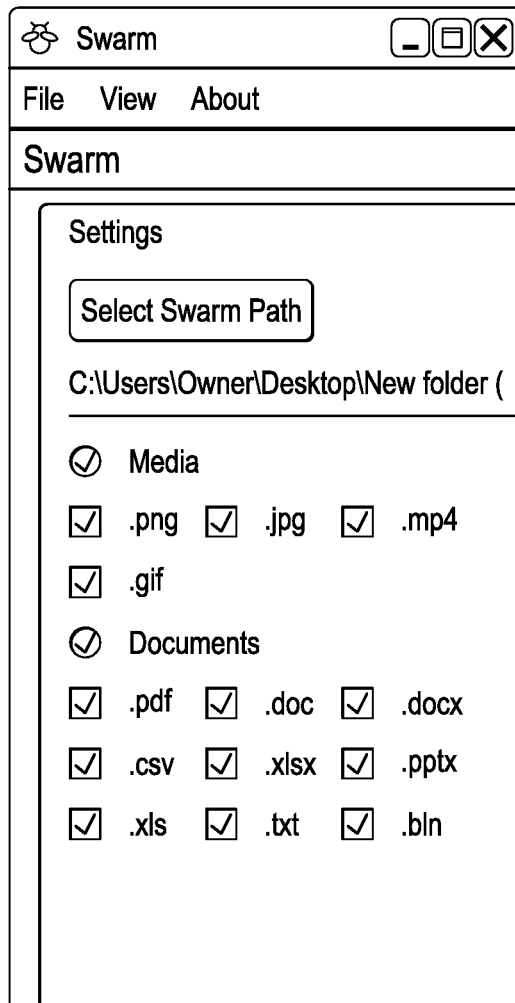 Swarm
File View About
Swarm
Settings
Select Swarm Path
C:\Users\Owner\Desktop\New folder (
Media
.png .jpg .mp4
.gif
Documents
.pdf .doc .docx
.csv .xlsx .pptx
.xls .txt .bln